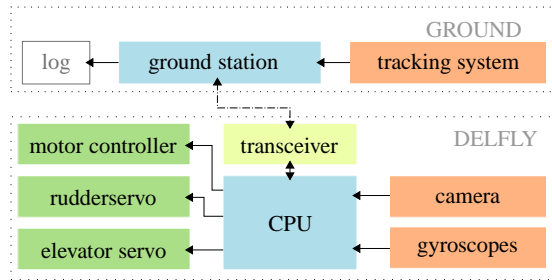 GROUND
log
ground station
tracking system
motor controller
transceiver
DELFLY
rudderservo
CPU
camera
elevator servo
gyroscopes